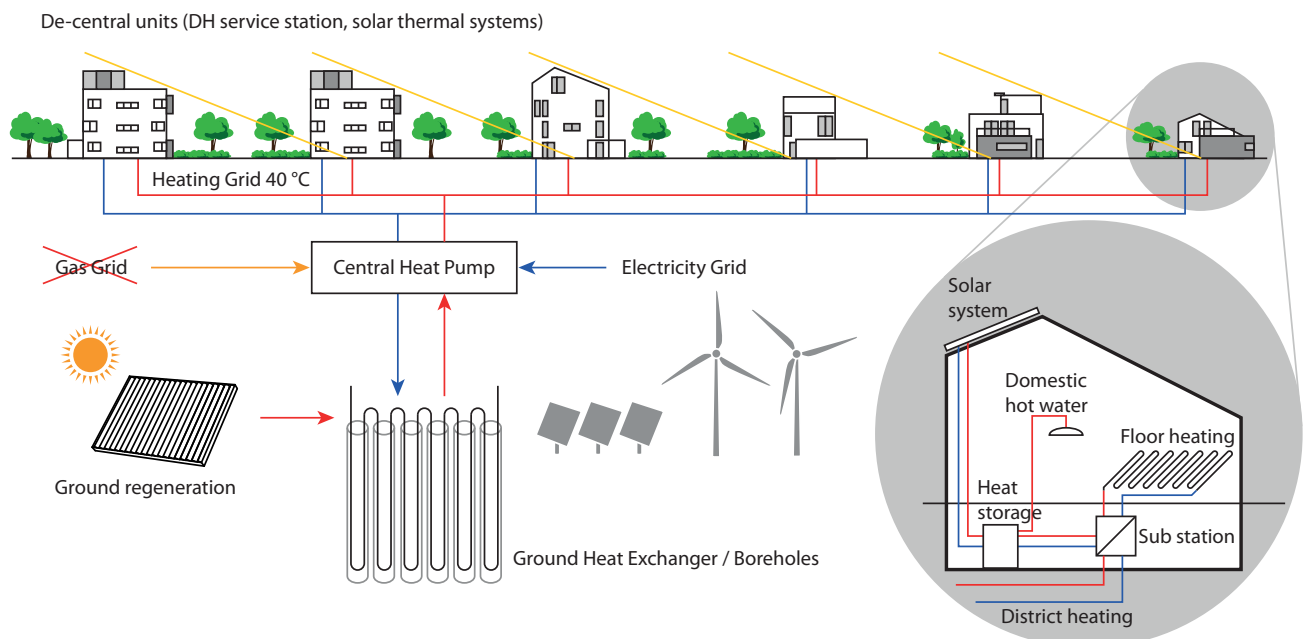 De-central units (DH service station, solar thermal systems)
Heating Grid 40 °C
Gas Grid
Central Heat Pump
Electricity Grid
Solar
system
Domestic
hot water
Floor heating
Ground regeneration
Heat
storage
Sub station
Ground Heat Exchanger / Boreholes
District heating